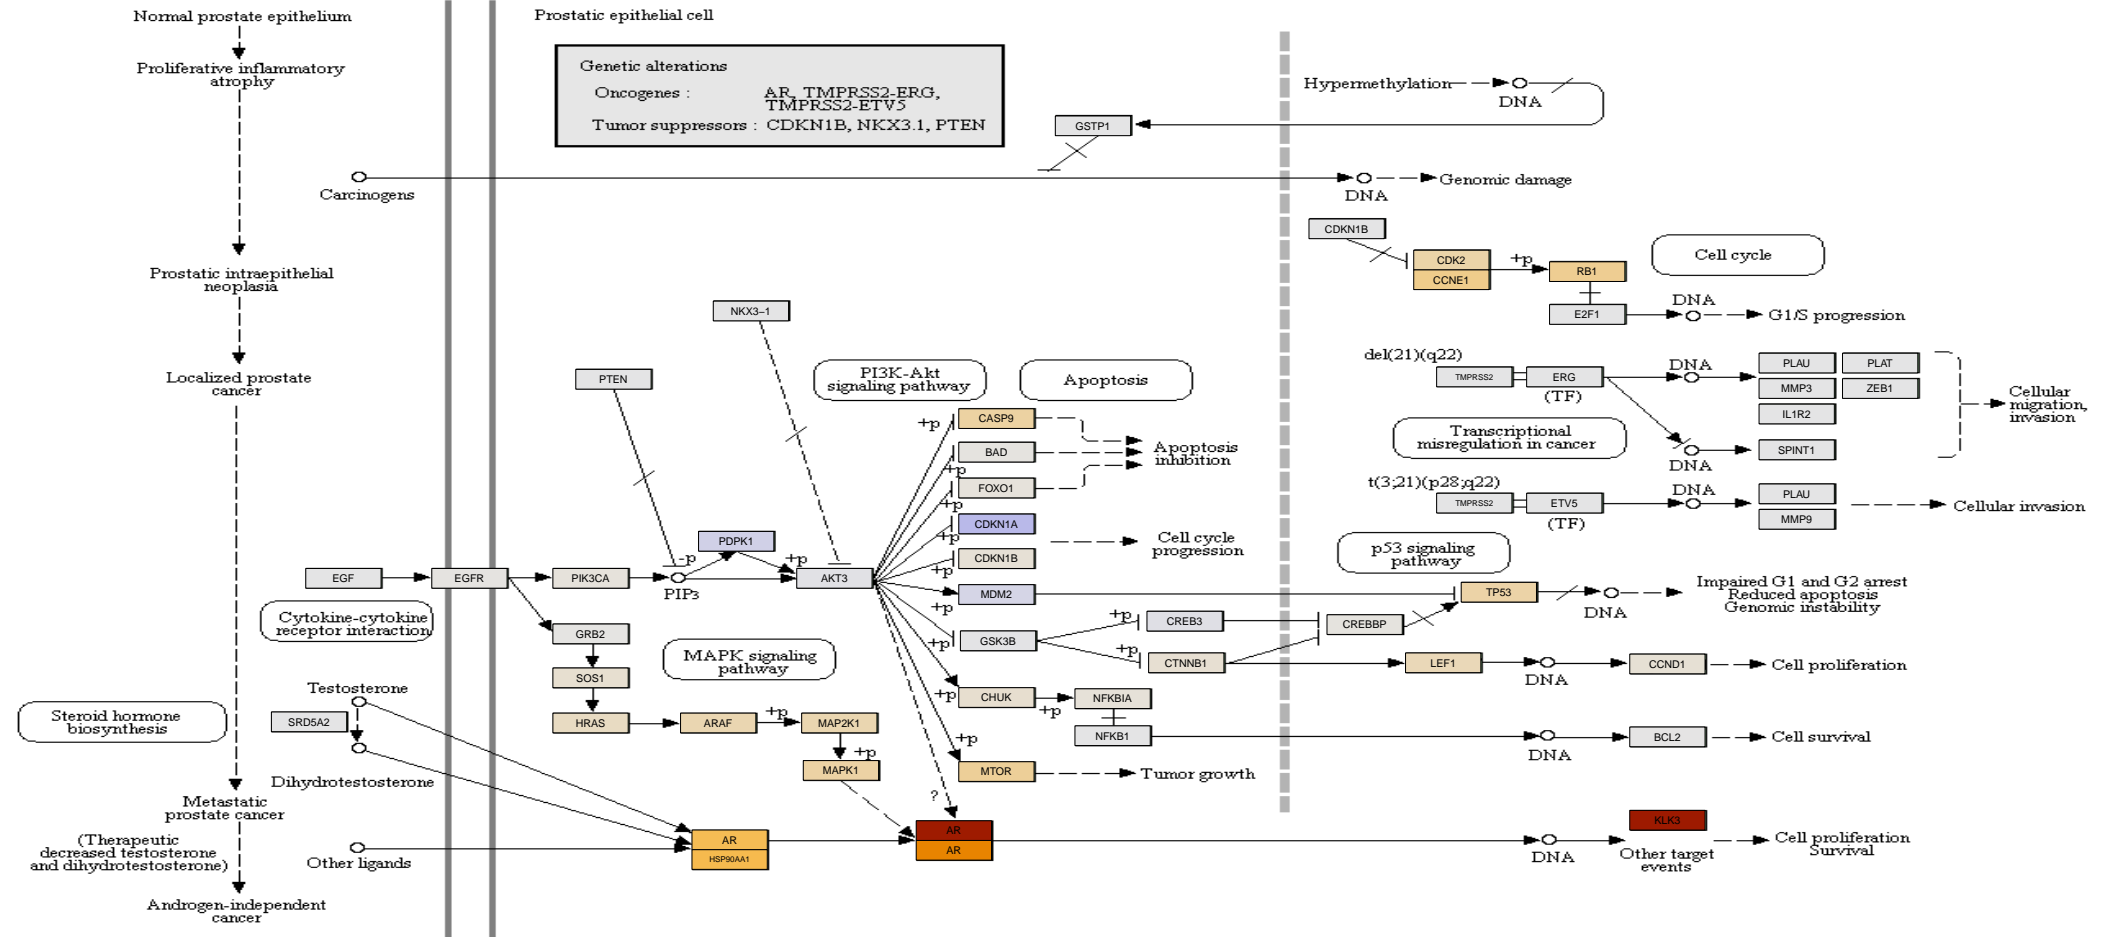 Normal prostate epithelium
Proliferative inflammatory
atrophy
Prostatic intraepithelial
neoplasia
Localized prostate
cancer
Metastatic
prostate cancer
(Therapeutic
decreased testosterone
and dihydrotestosterone)
Androgen-independent
cancer
Steroid hormone
biosynthesis
Prostatic epithelial cell
Genetic alterations
Oncogenes : AR, TMPRSS2-ERG,
TMPRSS2-ETV5
Tumor suppressors : CDKN1B, NKX3.1, PTEN
Hypermethylation
DNA
GSTP1
Carcinogens
DNA
Genomic damage
CDKN1B
CDK2
CCNE1
+p
RB1
Cell cycle
E2F1
DNA
G1/S progression
NKX3–1
PTEN
PI3K-Akt
signaling pathway
Apoptosis
del(21)(q22)
TMPRSS2
ERG
(TF)
DNA
PLAU
PLAT
MMP3
ZEB1
IL1R2
Cellular
migration,
invasion
Transcriptional
misregulation in cancer
DNA
SPINT1
t(3;21)(p28;q22)
TMPRSS2
ETV5
(TF)
DNA
PLAU
MMP9
Cellular invasion
+p
CASP9
BAD
+p
FOXO1
+p
CDKN1A
+p
CDKN1B
+p
MDM2
+p
GSK3B
+p
CHUK
+p
MTOR
+p
Apoptosis
inhibition
Cell cycle
progression
p53 signaling
pathway
EGF
EGFR
PIK3CA
-p
PIP3
PDPK1
+p
AKT3
Cytokine-cytokine
receptor interaction
GRB2
SOS1
HRAS
ARAF
+p
MAP2K1
+p
MAPK1
MAPK signaling
pathway
+p
CREB3
+p
CTNNB1
CREBBP
TP53
DNA
Impaired G1 and G2 arrest
Reduced apoptosis
Genomic instability
LEF1
DNA
CCND1
Cell proliferation
+p
NFKBIA
NFKB1
DNA
BCL2
Cell survival
Tumor growth
Testosterone
SRD5A2
Dihydrotestosterone
Other ligands
AR
HSP90AA1
?
AR
AR
DNA
KLK3
Other target
events
Cell proliferation
Survival